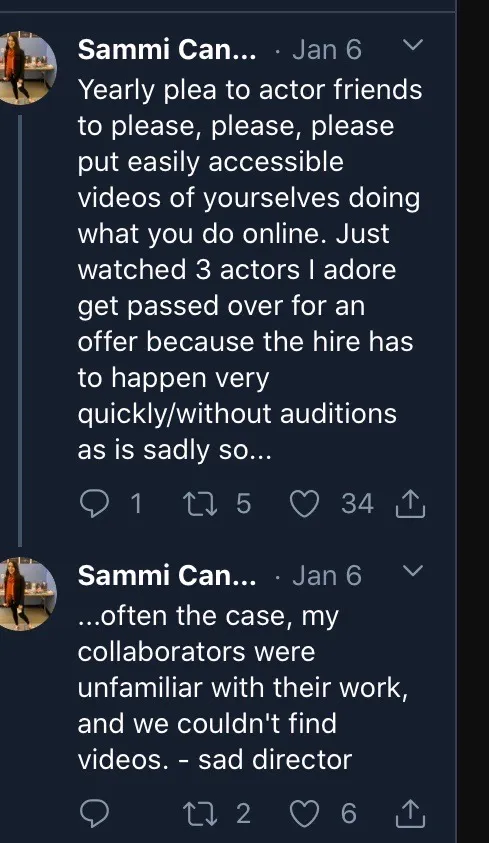 Sammi Can... · Jan 6
Yearly plea to actor friends
to please, please, please
put easily accessible
videos of yourselves doing
what you do online. Just
watched 3 actors I adore
get passed over for an
offer because the hire has
to happen very
quickly/without auditions
as is sadly so...
1 5 34
Sammi Can... · Jan 6
...often the case, my
collaborators were
unfamiliar with their work,
and we couldn't find
videos. - sad director
2 6